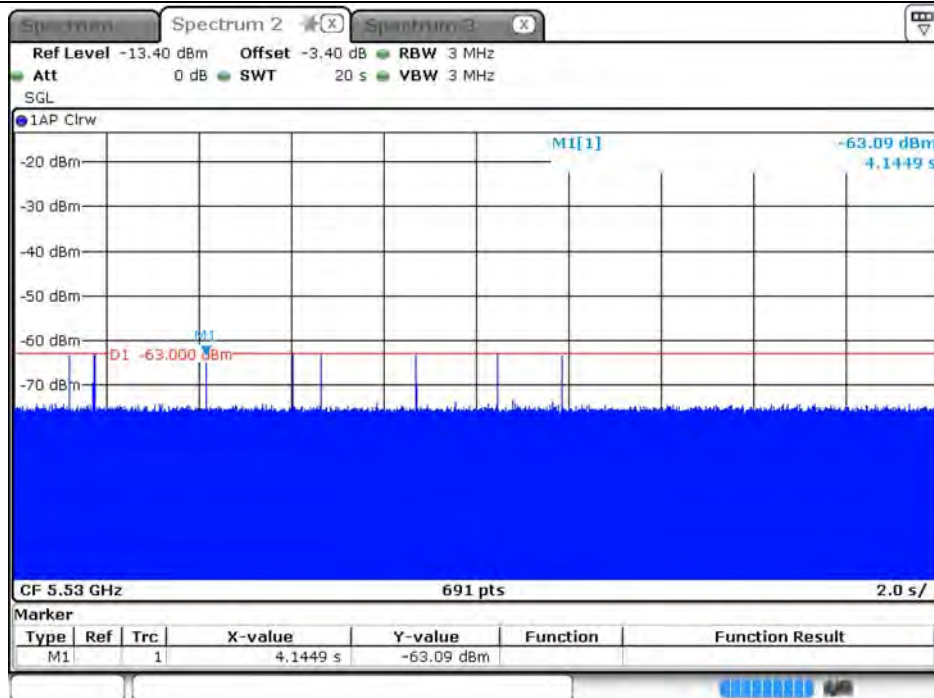 Spectrum 2
Ref Level -13.40 dBm Offset -3.40 dB RBW 3 MHz
Att 0 dB SWT 20 s VBW 3 MHz
SGL
1AP Clrw
M1[1] -63.09 dBm
4.1449 s
-20 dBm
-30 dBm
-40 dBm
-50 dBm
-60 dBm
M1
D1 -63.000 dBm
-70 dBm
CF 5.53 GHz 691 pts 2.0 s/
Marker
Type Ref Trc X-value Y-value Function Function Result
M1 1 4.1449 s -63.09 dBm